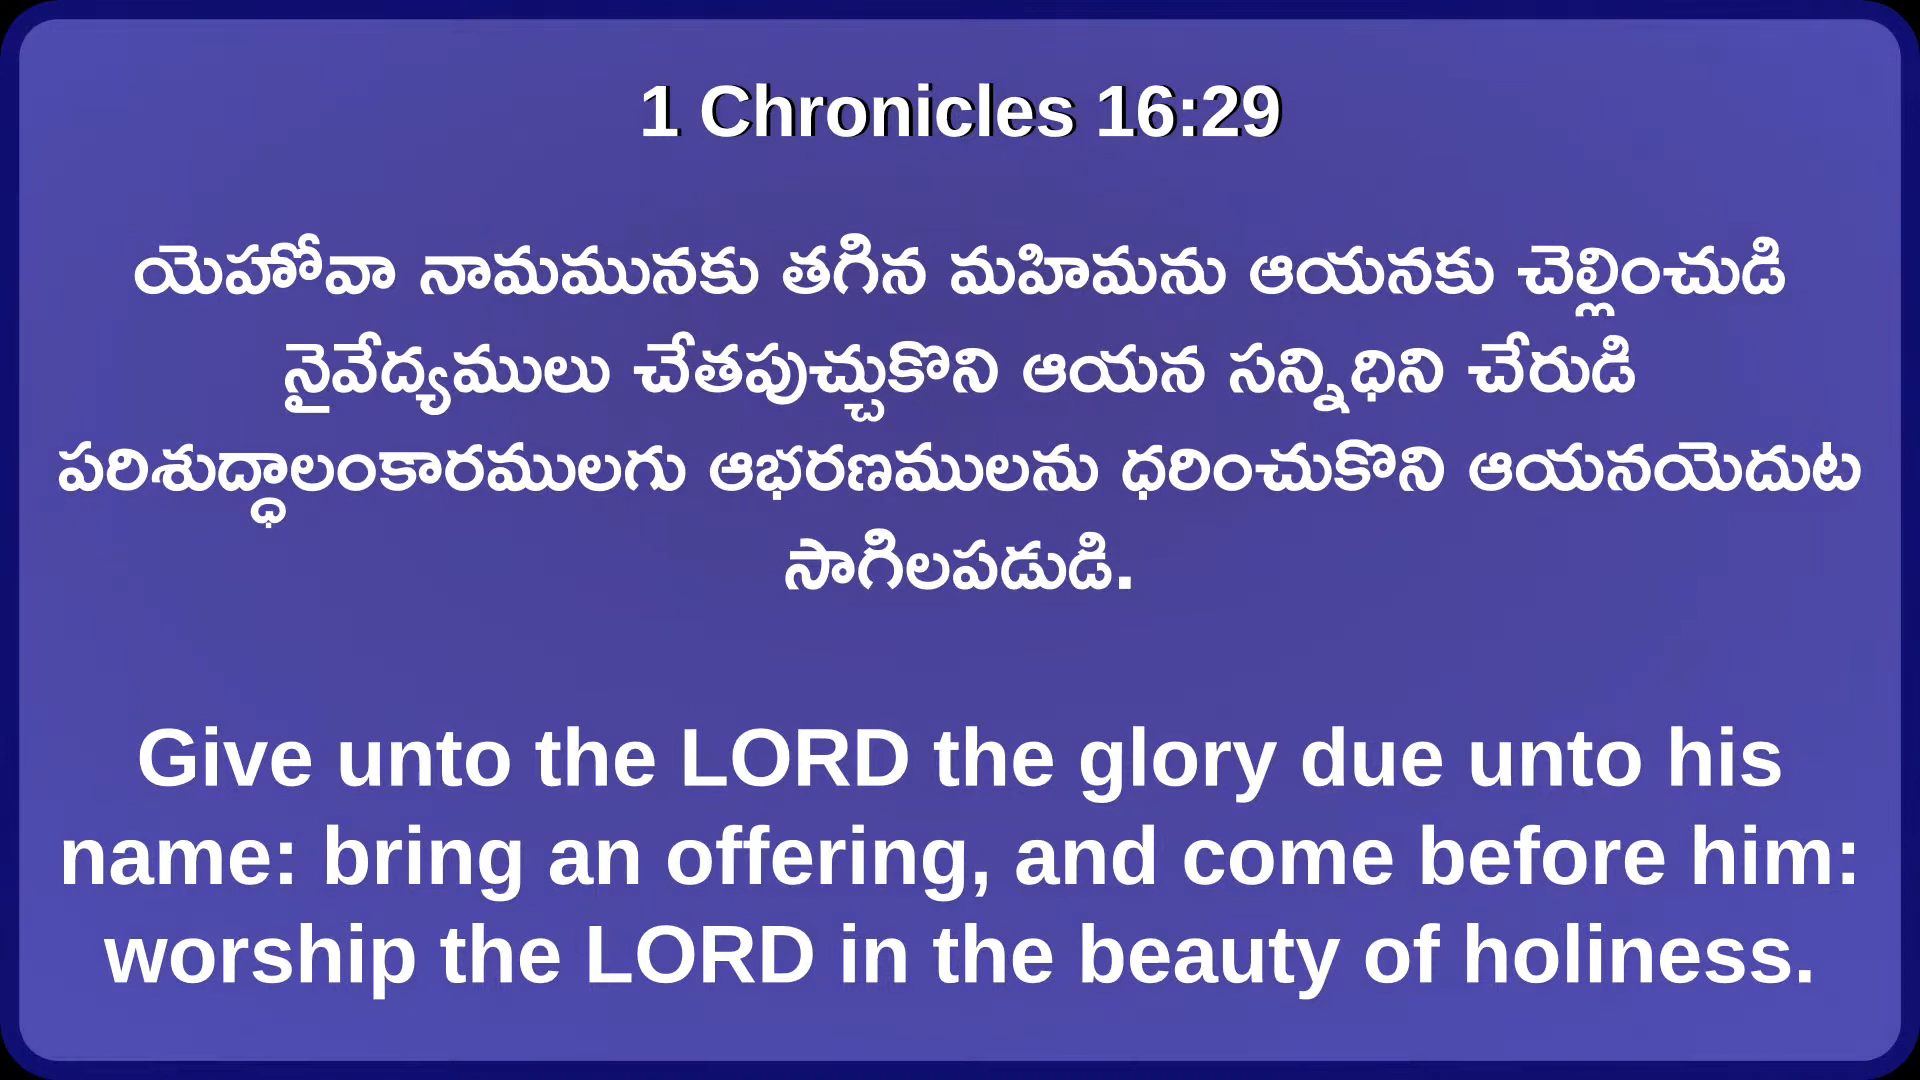 1 Chronicles 16:29
యెహోవా నామమునకు తగిన మహిమను ఆయనకు చెల్లించుడి
నైవేద్యములు చేతపుచ్చుకొని ఆయన సన్నిధిని చేరుడి
పరిశుద్ధాలంకారములగు ఆభరణములను ధరించుకొని ఆయనయెదుట
సాగిలపడుడి.
Give unto the LORD the glory due unto his
name: bring an offering, and come before him:
worship the LORD in the beauty of holiness.